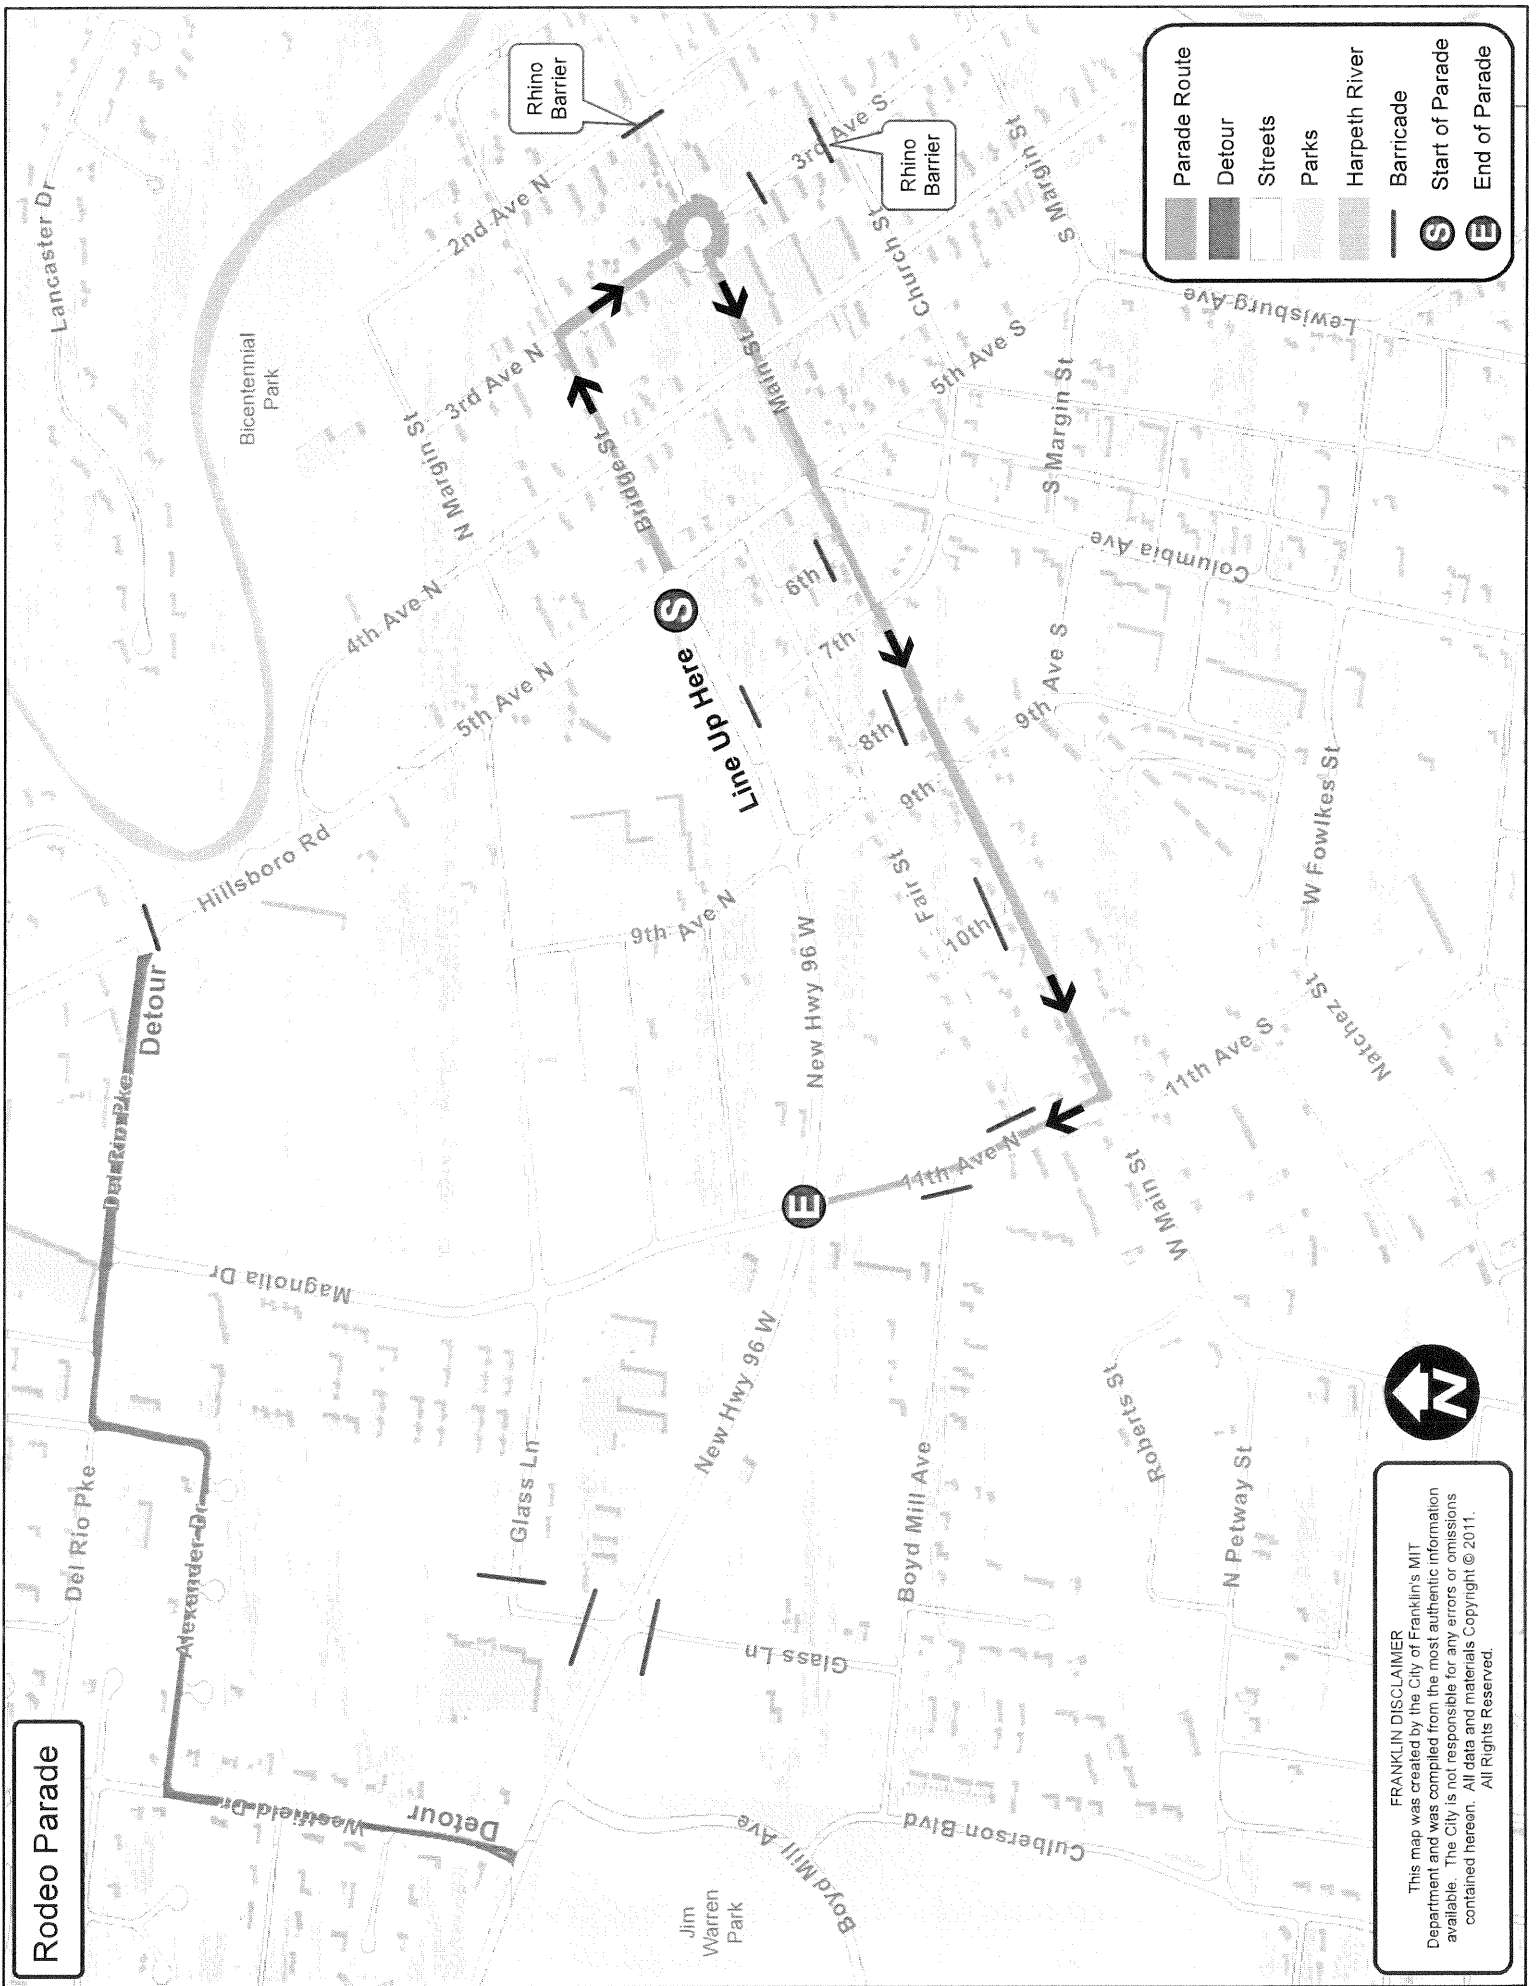 Rodeo Parade
Lancaster Dr
Bicentennial
Park
Rhino
Barrier
2nd Ave N
3rd Ave N
N Margin St
4th Ave N
5th Ave N
Bridge St
S
Line Up Here
Main St
3rd Ave S
Rhino
Barrier
Church St
S Margin St
5th Ave S
S Margin St
Lewisburg Ave
Columbia Ave
6th
7th
8th
9th
9th
Ave S
10th
Fair St
Hillsboro Rd
9th Ave N
New Hwy 96 W
W Fowlkes St
Natchez St
11th Ave S
11th Ave N
E
W Main St
Detour
Del Rio Pke
Magnolia Dr
Del Rio Pke
Alexander Dr
Westfield Dr
Detour
Glass Ln
New Hwy 96 W
Boyd Mill Ave
Roberts St
N Petway St
Glass Ln
Boyd Mill Ave
Culberson Blvd
Jim
Warren
Park
N
Parade Route
Detour
Streets
Parks
Harpeth River
Barricade
S Start of Parade
E End of Parade
FRANKLIN DISCLAIMER
This map was created by the City of Franklin's MIT
Department and was compiled from the most authentic information
available. The City is not responsible for any errors or omissions
contained hereon. All data and materials Copyright © 2011.
All Rights Reserved.